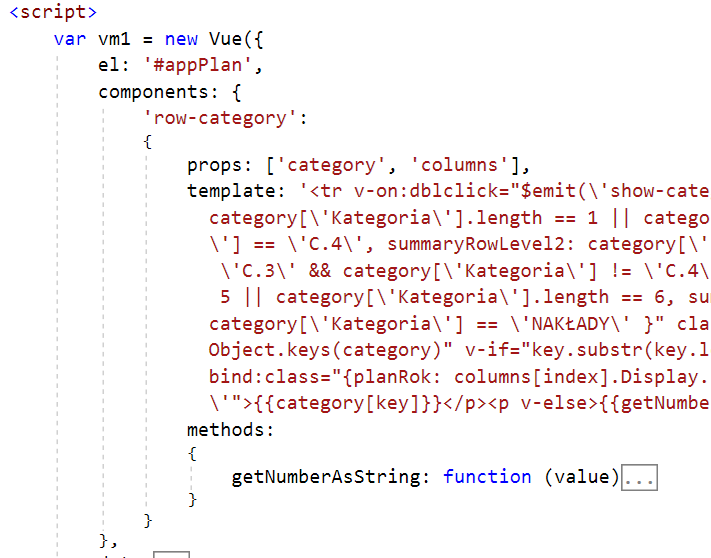 <script>
var vm1 = new Vue({
el: '#appPlan',
components: {
'row-category':
{
props: ['category', 'columns'],
template: '<tr v-on:dblclick="$emit(\'show-cate
category[\'Kategoria\'].length == 1 || catego
\'] == \'C.4\', summaryRowLevel2: category[\'
\'C.3\' && category[\'Kategoria\'] != \'C.4\
5 || category[\'Kategoria\'].length == 6, su
category[\'Kategoria\'] == \'NAKŁADY\' }" cla
Object.keys(category)" v-if="key.substr(key.l
bind:class="{planRok: columns[index].Display.
\'">{{category[key]}}</p><p v-else>{{getNumbe
methods:
{
getNumberAsString: function (value)...
}
}
},